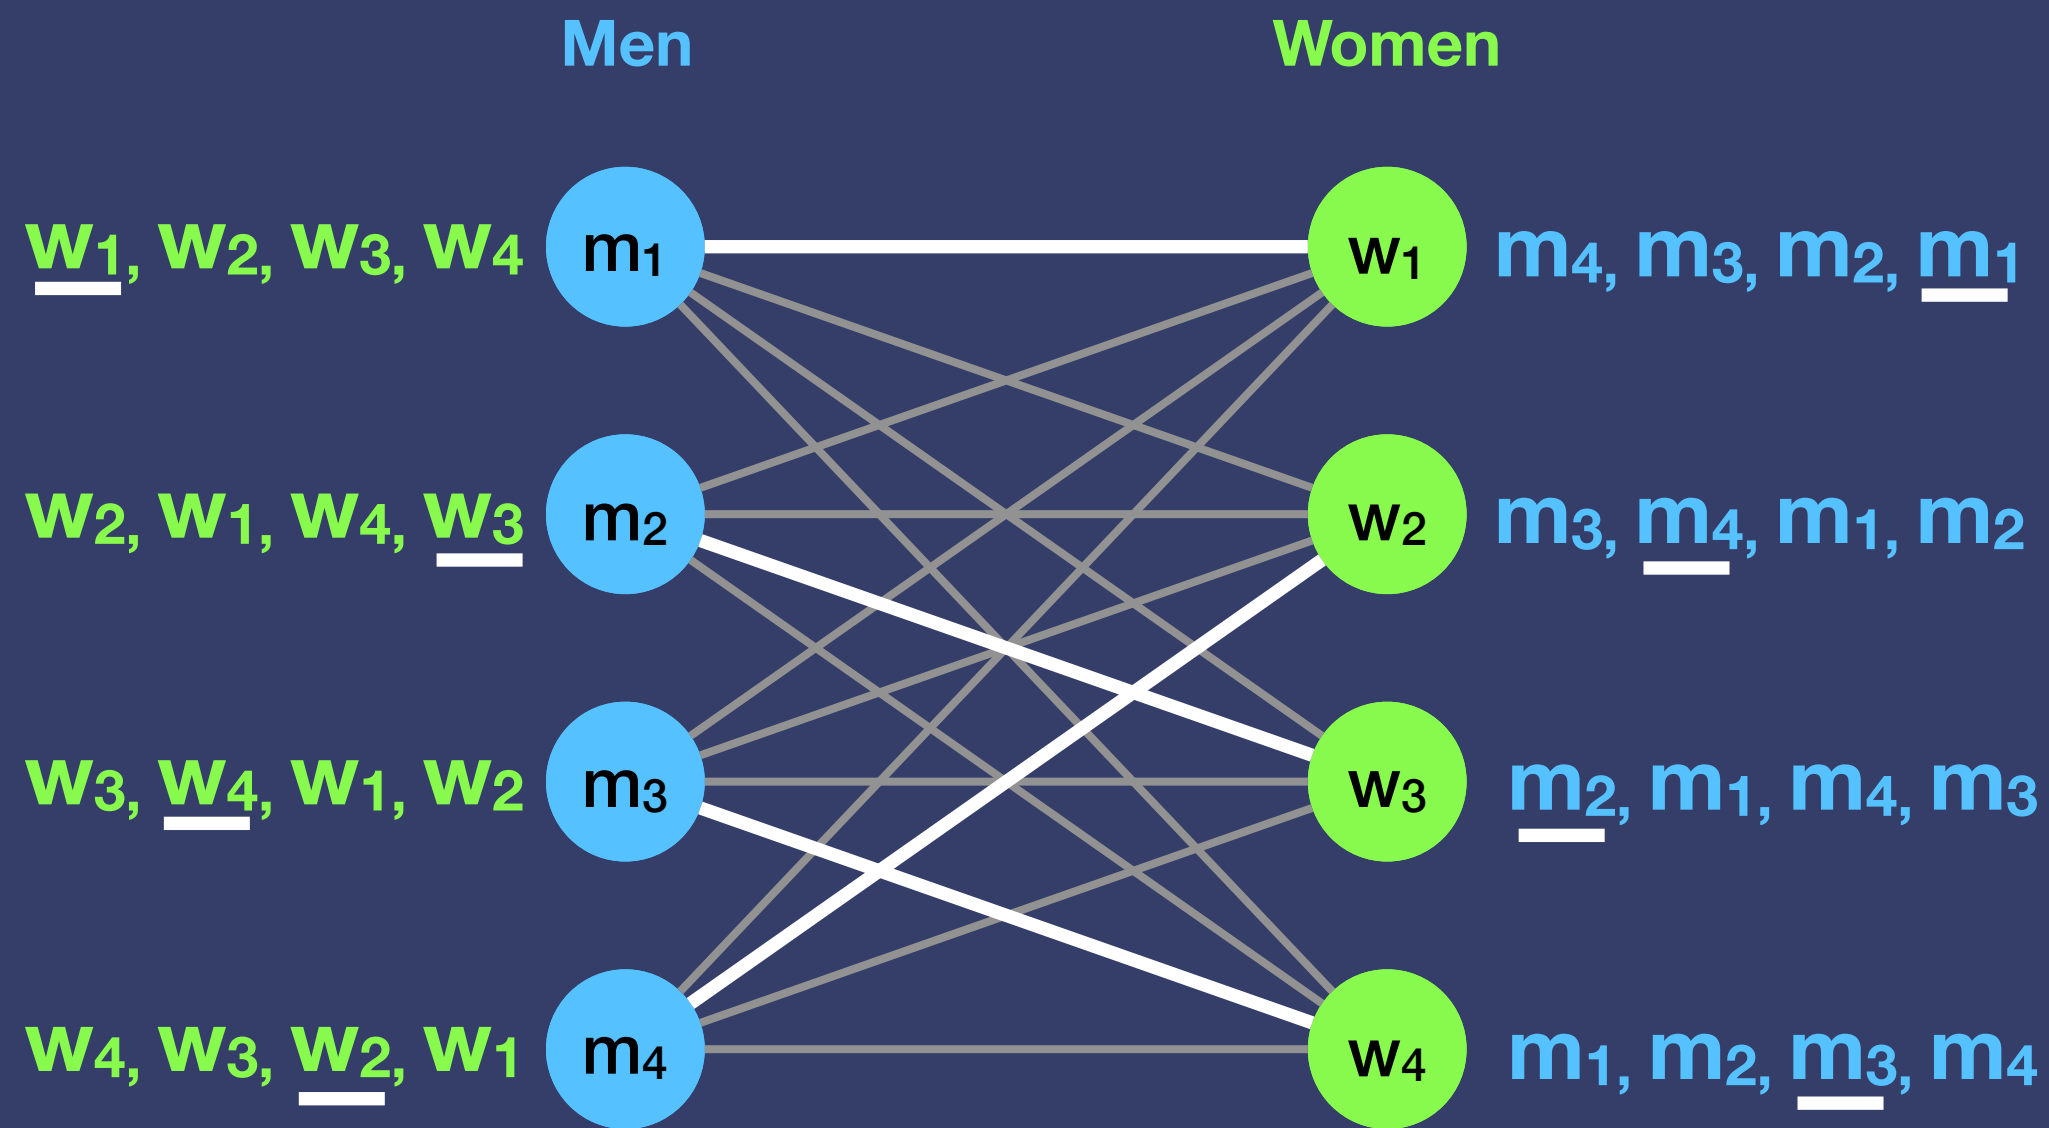 Men Women
w₁, w₂, w₃, w₄ m₁ w₁ m₄, m₃, m₂, m₁
w₂, w₁, w₄, w₃ m₂ w₂ m₃, m₄, m₁, m₂
w₃, w₄, w₁, w₂ m₃ w₃ m₂, m₁, m₄, m₃
w₄, w₃, w₂, w₁ m₄ w₄ m₁, m₂, m₃, m₄